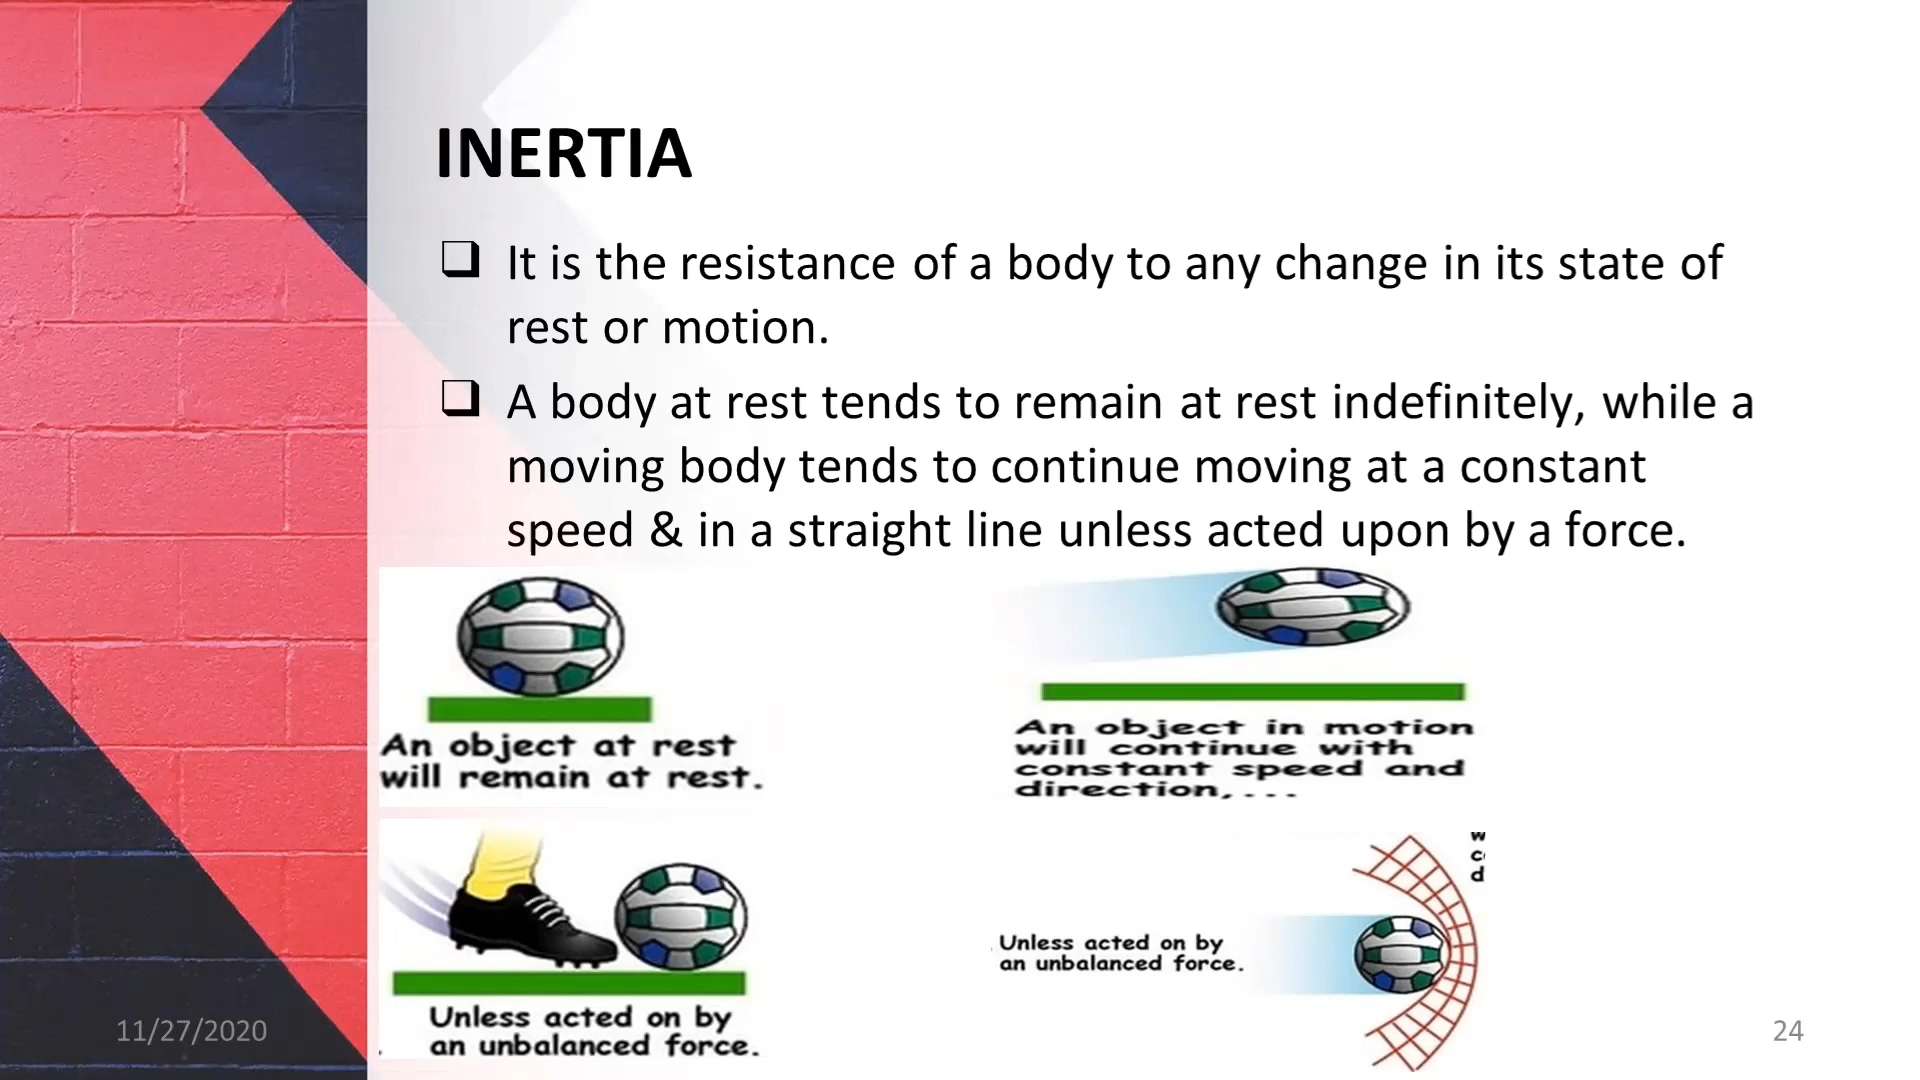 INERTIA
❑ It is the resistance of a body to any change in its state of
rest or motion.
❑ A body at rest tends to remain at rest indefinitely, while a
moving body tends to continue moving at a constant
speed & in a straight line unless acted upon by a force.
An object at rest
will remain at rest.
An object in motion
will continue with
constant speed and
direction,...
Unless acted on by
an unbalanced force.
Unless acted on by
an unbalanced force.
w
c
d
11/27/2020
24